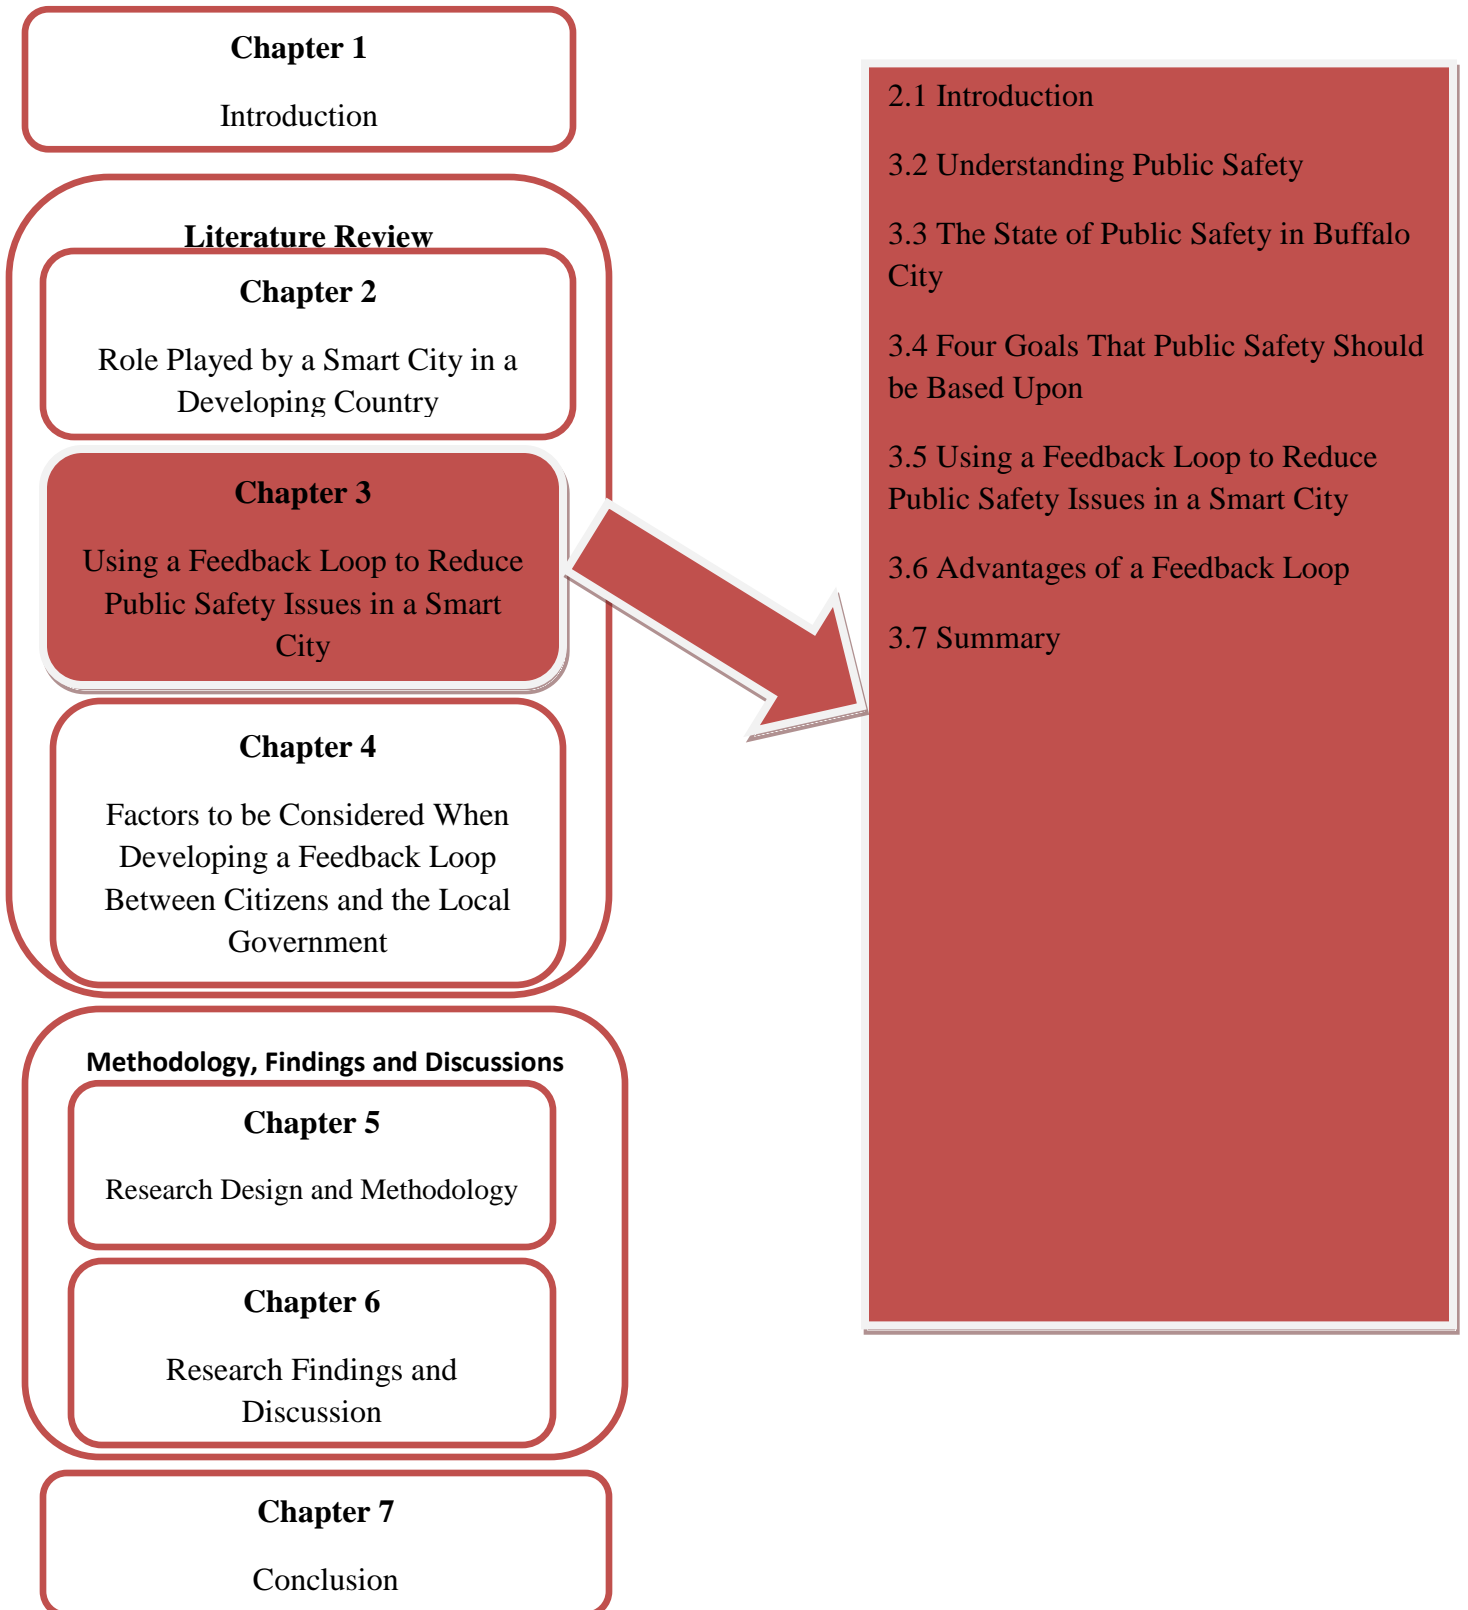 Chapter 1
Introduction
Literature Review
Chapter 2
Role Played by a Smart City in a
Developing Country
Chapter 3
Using a Feedback Loop to Reduce
Public Safety Issues in a Smart
City
Chapter 4
Factors to be Considered When
Developing a Feedback Loop
Between Citizens and the Local
Government
Methodology, Findings and Discussions
Chapter 5
Research Design and Methodology
Chapter 6
Research Findings and
Discussion
Chapter 7
Conclusion
2.1 Introduction
3.2 Understanding Public Safety
3.3 The State of Public Safety in Buffalo
City
3.4 Four Goals That Public Safety Should
be Based Upon
3.5 Using a Feedback Loop to Reduce
Public Safety Issues in a Smart City
3.6 Advantages of a Feedback Loop
3.7 Summary